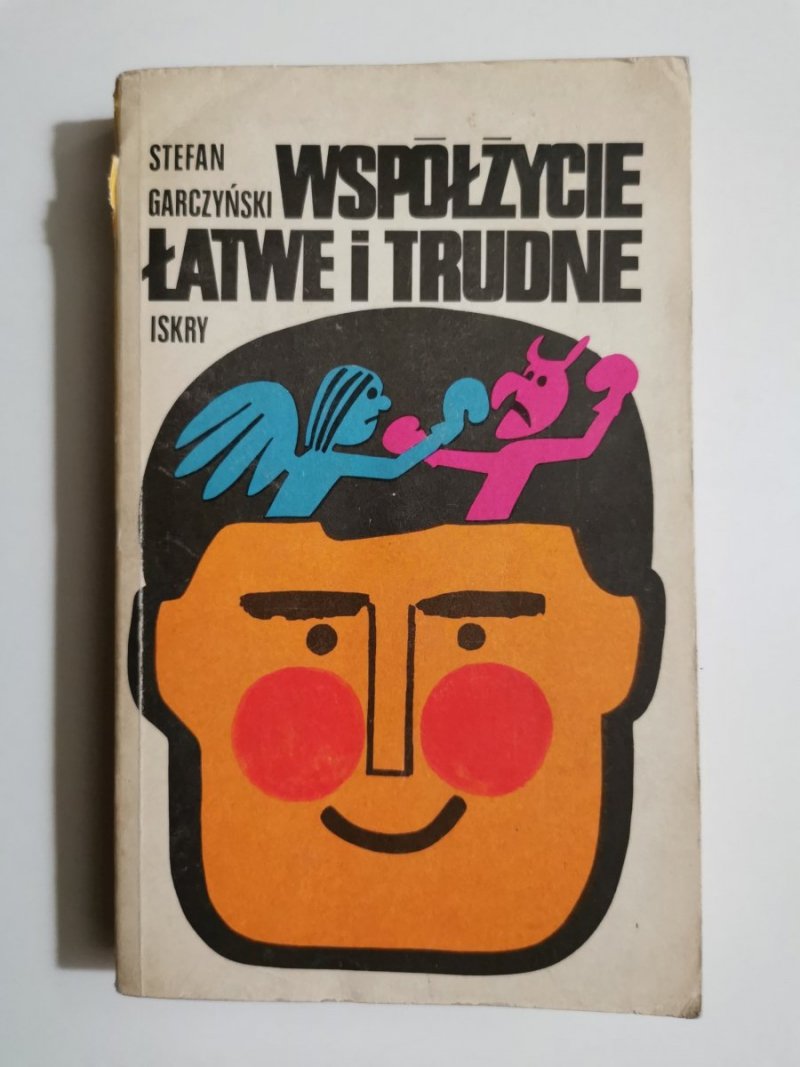 STEFAN
GARCZYŃSKI
WSPÓŁŻYCIE
ŁATWE i TRUDNE
ISKRY